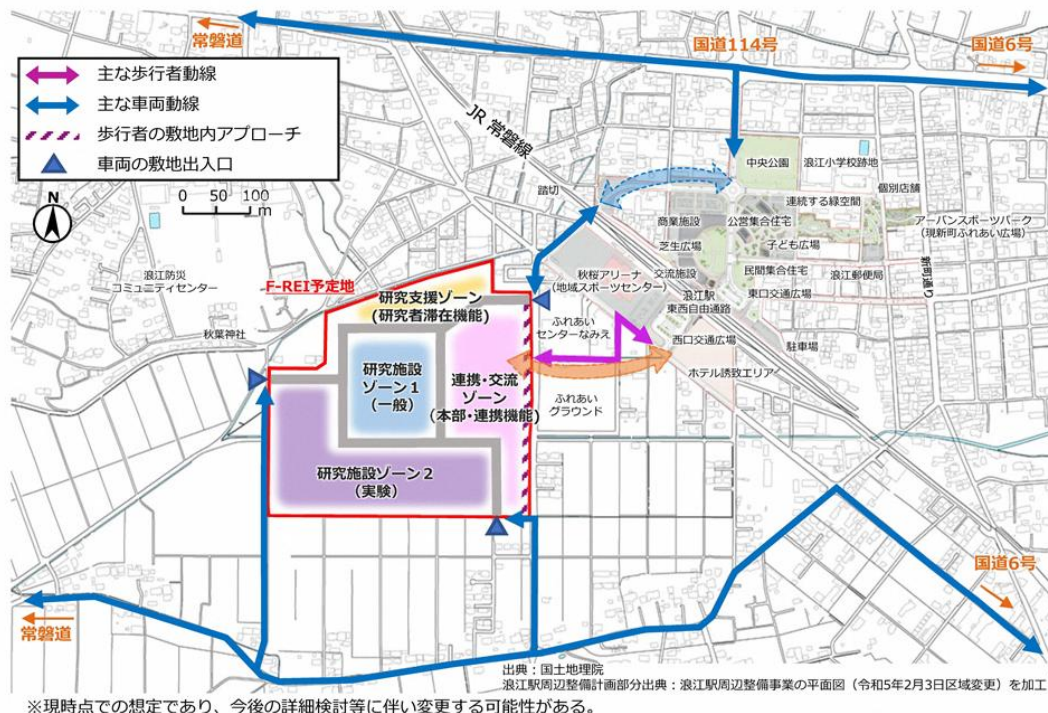 常磐道
国道114号
国道6号
主な歩行者動線
主な車両動線
歩行者の敷地内アプローチ
車両の敷地出入口
JR 常磐線
N
0 50 100
m
踏切
中央公園
浪江小学校跡地
個別店舗
連続する緑空間
商業施設
公営集合住宅
アーバンスポーツパーク
(現新町ふれあい広場)
芝生広場
子ども広場
新町通り
秋桜アリーナ
(地域スポーツセンター)
交流施設
民間集合住宅
浪江郵便局
浪江駅
東西自由通路
東口交通広場
浪江防災
コミュニティセンター
F-REI予定地
研究支援ゾーン
(研究者滞在機能)
ふれあい
センターなみえ
西口交通広場
駐車場
秋葉神社
ホテル誘致エリア
研究施設
ゾーン1
(一般)
連携・交流
ゾーン
(本部・連携機能)
ふれあい
グラウンド
研究施設ゾーン2
(実験)
国道6号
常磐道
出典:国土地理院
浪江駅周辺整備計画部分出典:浪江駅周辺整備事業の平面図(令和5年2月3日区域変更)を加工
※現時点での想定であり、今後の詳細検討等に伴い変更する可能性がある。